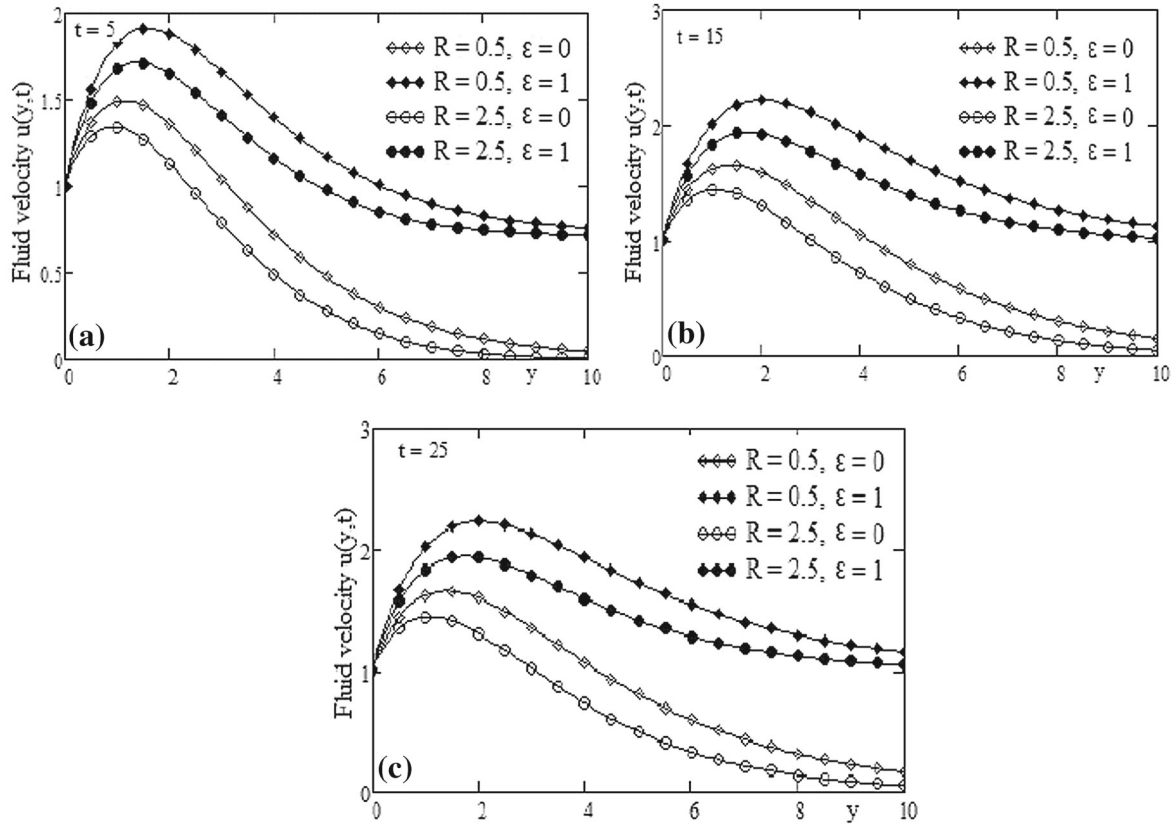 t = 5
R = 0.5, ε=0
R = 0.5, ε=1
R = 2.5, ε=0
R = 2.5, ε=1
Fluid velocity u(y,t)
2
1.5
1
0.5
0
(a)
0 2 4 6 8 y 10
t = 15
R = 0.5, ε=0
R = 0.5, ε=1
R = 2.5, ε=0
R = 2.5, ε=1
Fluid velocity u(y,t)
3
2
1
0
(b)
0 2 4 6 8 y 10
t = 25
R = 0.5, ε=0
R = 0.5, ε=1
R = 2.5, ε=0
R = 2.5, ε=1
Fluid velocity u(y,t)
3
2
1
0
(c)
0 2 4 6 8 y 10